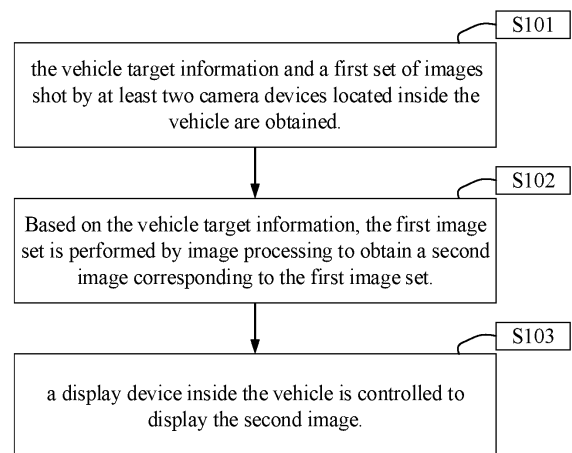 S101
the vehicle target information and a first set of images
shot by at least two camera devices located inside the
vehicle are obtained.
S102
Based on the vehicle target information, the first image
set is performed by image processing to obtain a second
image corresponding to the first image set.
S103
a display device inside the vehicle is controlled to
display the second image.